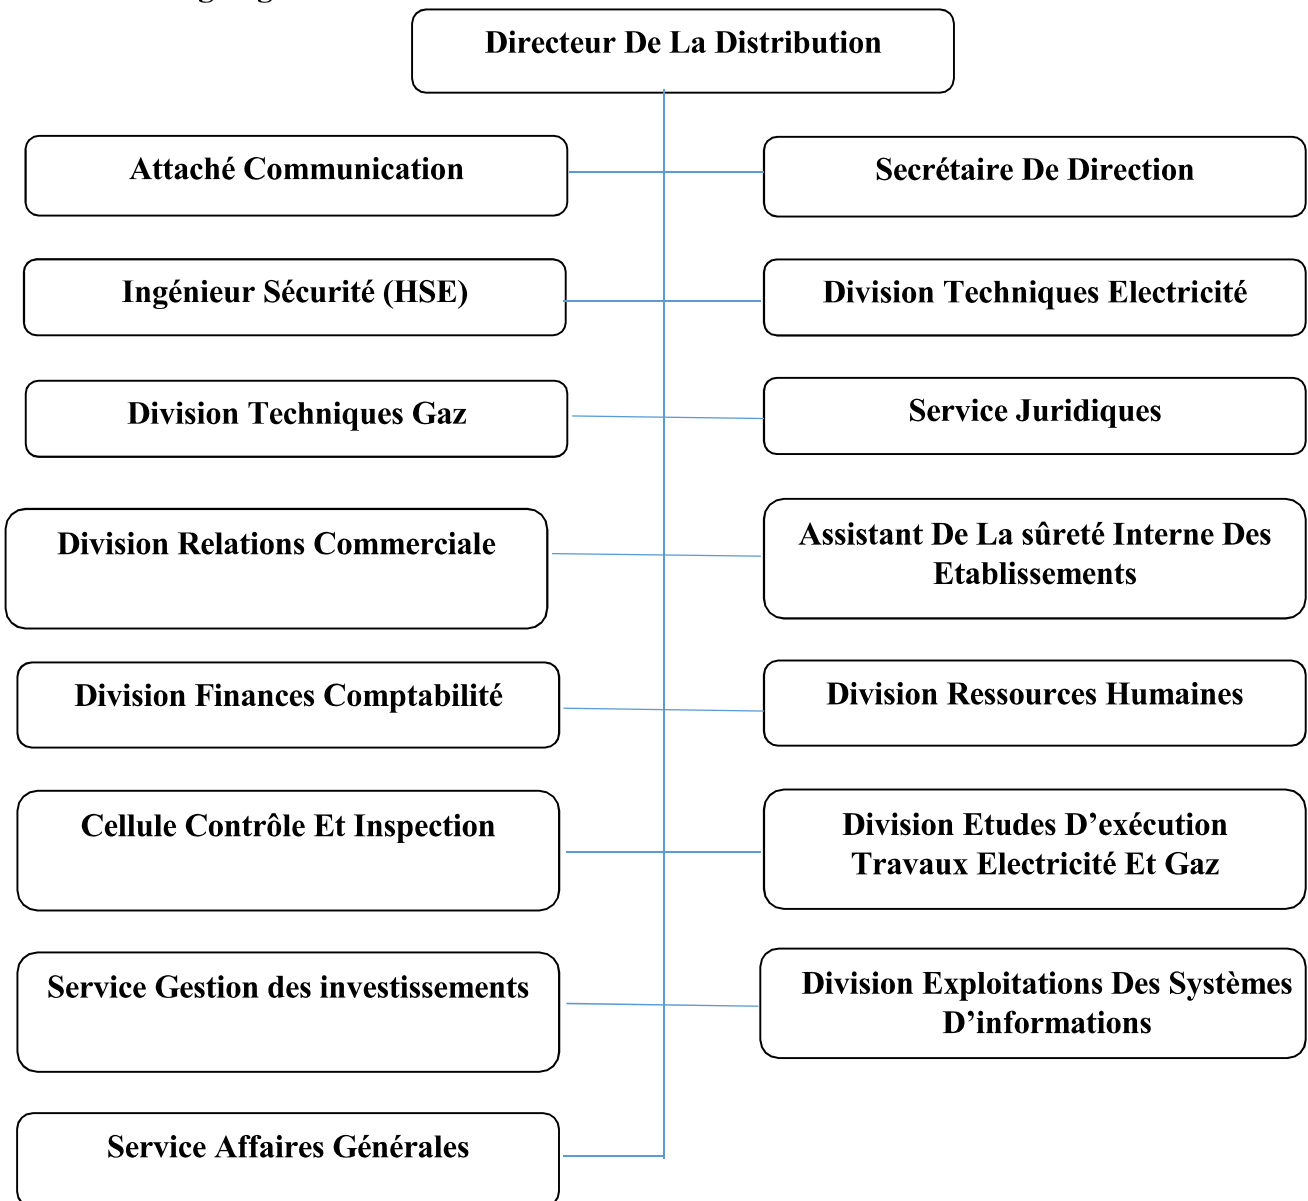 Directeur De La Distribution
Attaché Communication
Secrétaire De Direction
Ingénieur Sécurité (HSE)
Division Techniques Electricité
Division Techniques Gaz
Service Juridiques
Division Relations Commerciale
Assistant De La sûreté Interne Des
Etablissements
Division Finances Comptabilité
Division Ressources Humaines
Cellule Contrôle Et Inspection
Division Etudes D’exécution
Travaux Electricité Et Gaz
Service Gestion des investissements
Division Exploitations Des Systèmes
D’informations
Service Affaires Générales